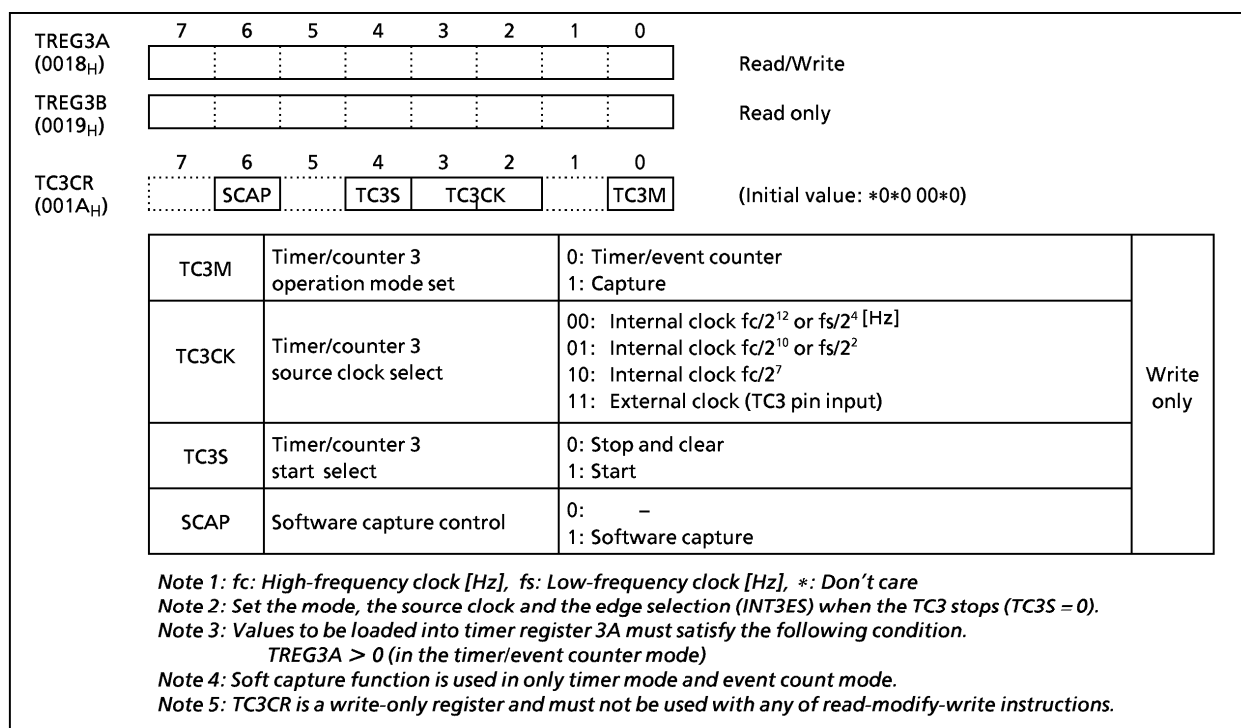 7 6 5 4 3 2 1 0
TREG3A
(0018H) Read/Write
TREG3B Read only
(0019H)
7 6 5 4 3 2 1 0
TC3CR SCAP TC3S TC3CK TC3M (Initial value: *0*0 00*0)
(001AH)
TC3M Timer/counter 3 operation mode set
0: Timer/event counter
1: Capture
TC3CK Timer/counter 3 source clock select
00: Internal clock fc/2¹² or fs/2⁴ [Hz]
01: Internal clock fc/2¹⁰ or fs/2²
10: Internal clock fc/2⁷
11: External clock (TC3 pin input)
TC3S Timer/counter 3 start select
0: Stop and clear
1: Start
SCAP Software capture control
0: –
1: Software capture
Write only
Note 1: fc: High-frequency clock [Hz], fs: Low-frequency clock [Hz], *: Don't care
Note 2: Set the mode, the source clock and the edge selection (INT3ES) when the TC3 stops (TC3S = 0).
Note 3: Values to be loaded into timer register 3A must satisfy the following condition.
TREG3A > 0 (in the timer/event counter mode)
Note 4: Soft capture function is used in only timer mode and event count mode.
Note 5: TC3CR is a write-only register and must not be used with any of read-modify-write instructions.